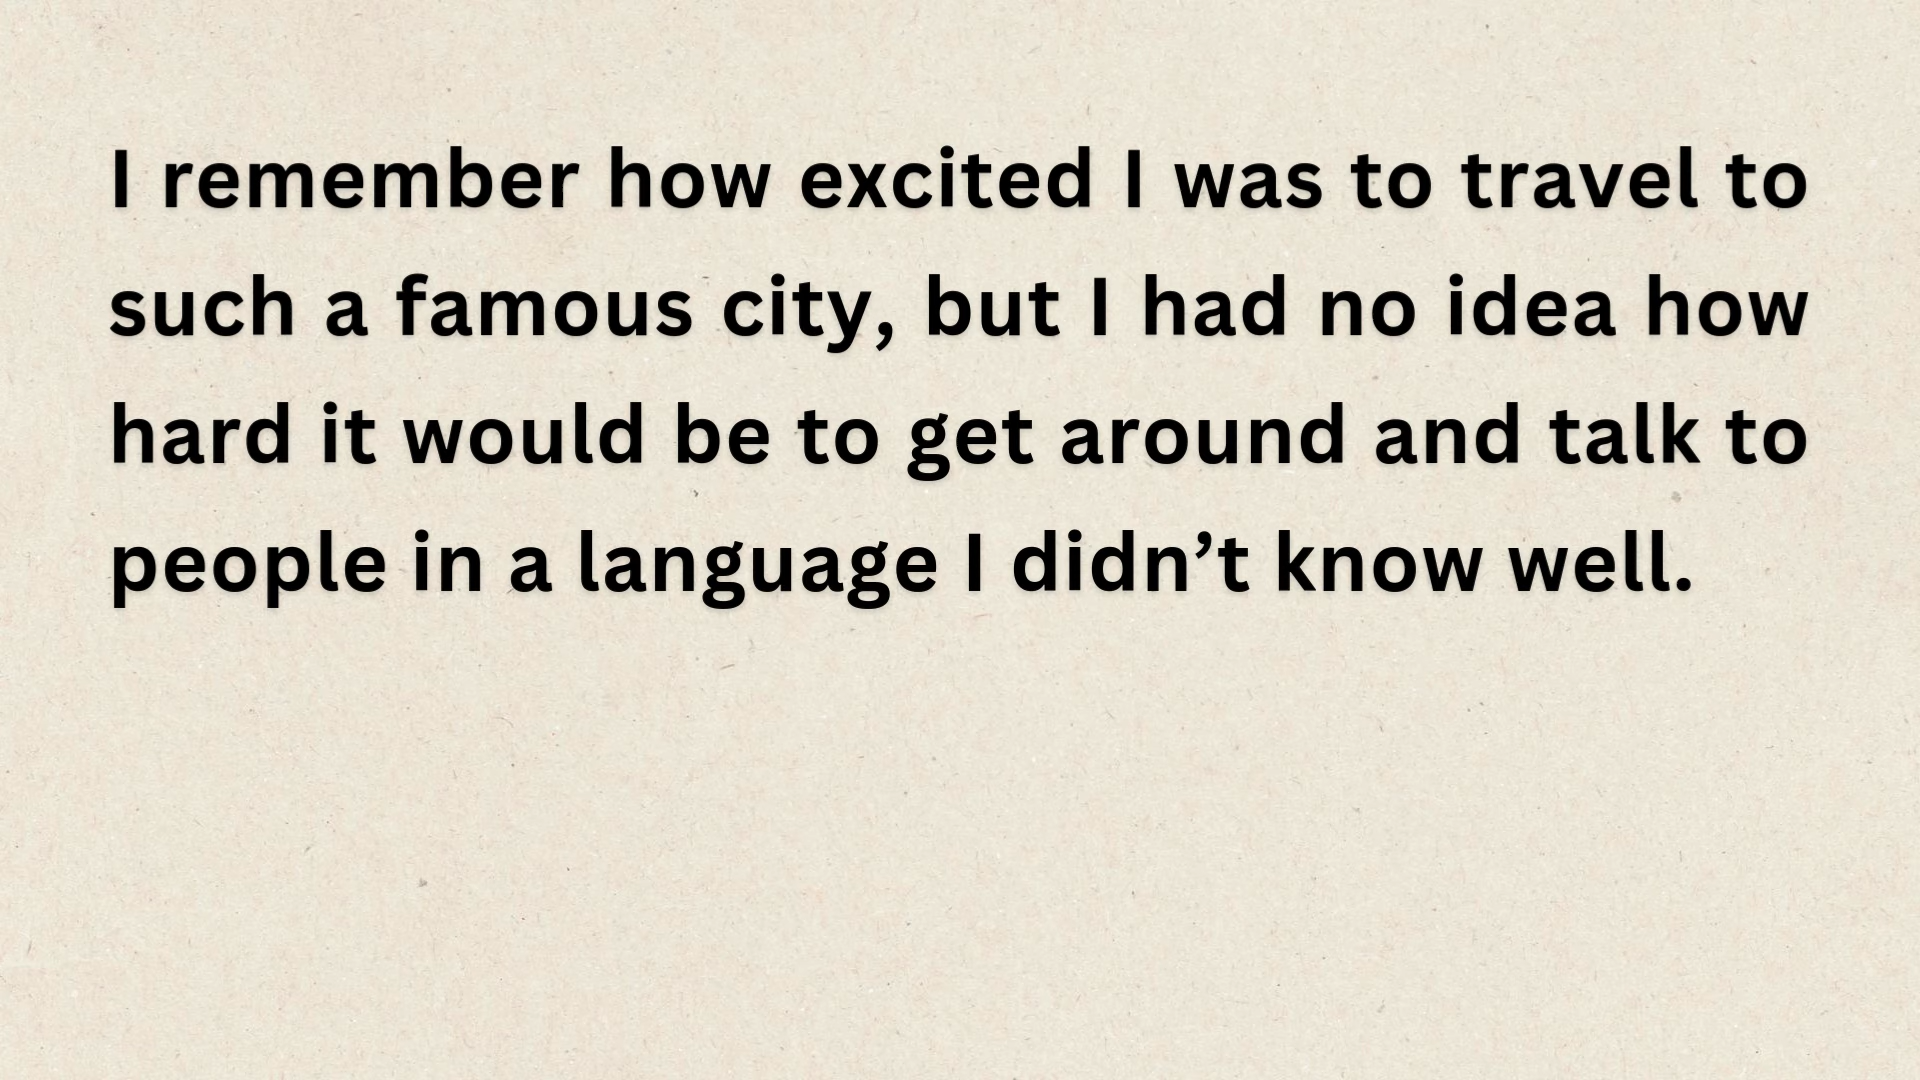 I remember how excited I was to travel to
such a famous city, but I had no idea how
hard it would be to get around and talk to
people in a language I didn’t know well.